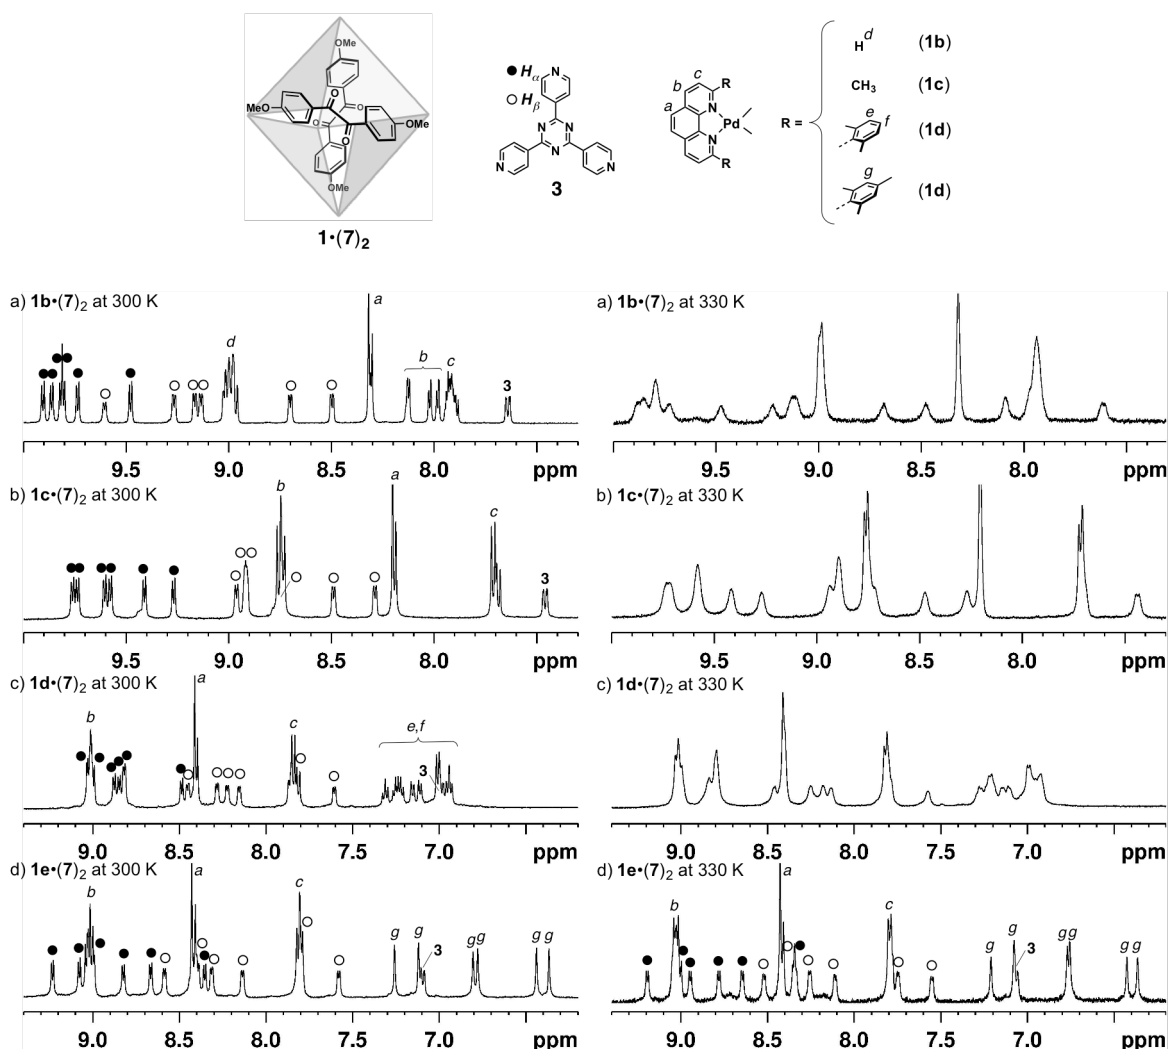 OMe
O
O
O
MeO
OMe
O
OMe
1•(7)2
● Hα
○ Hβ
N
N N
N
N N
3
a b c
R
N
Pd
N
R
R =
H d (1b)
CH3 (1c)
e f (1d)
g (1d)
a) 1b•(7)2 at 300 K
d a b c 3
9.5 9.0 8.5 8.0 ppm
a) 1b•(7)2 at 330 K
9.5 9.0 8.5 8.0 ppm
b) 1c•(7)2 at 300 K
b a c 3
9.5 9.0 8.5 8.0 ppm
b) 1c•(7)2 at 330 K
9.5 9.0 8.5 8.0 ppm
c) 1d•(7)2 at 300 K
b a c e,f 3
9.0 8.5 8.0 7.5 7.0 ppm
c) 1d•(7)2 at 330 K
9.0 8.5 8.0 7.5 7.0 ppm
d) 1e•(7)2 at 300 K
b a c g g 3 g g g g
9.0 8.5 8.0 7.5 7.0 ppm
d) 1e•(7)2 at 330 K
b a c g g 3 g g g g
9.0 8.5 8.0 7.5 7.0 ppm